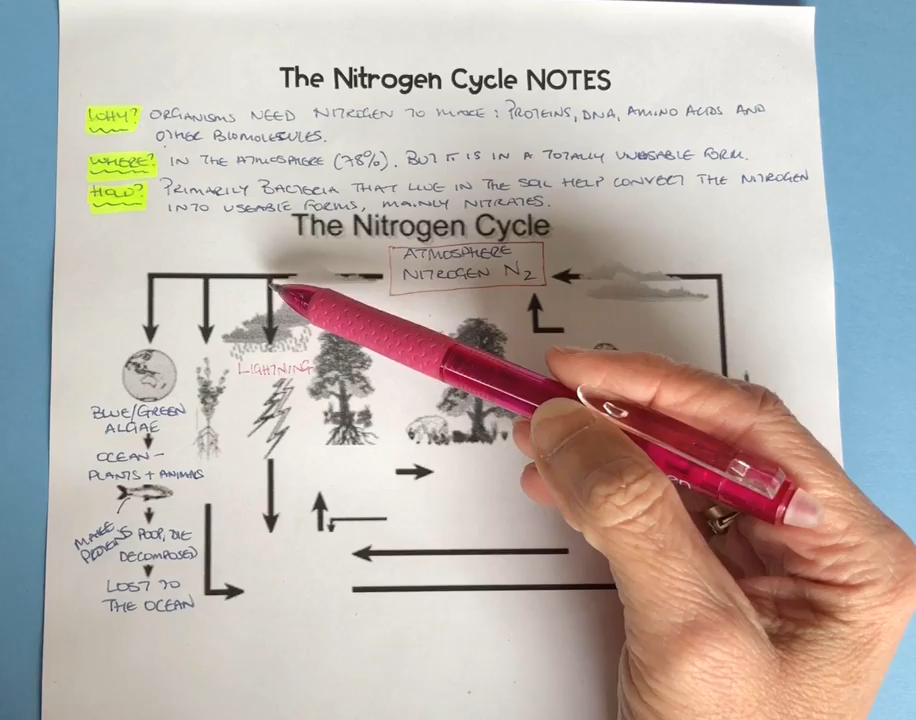 The Nitrogen Cycle NOTES
WHY? ORGANISMS NEED NITROGEN TO MAKE: PROTEINS, DNA, AMINO ACIDS AND
OTHER BIOMOLECULES.
WHERE? IN THE ATMOSPHERE (78%). BUT IT IS IN A TOTALLY UNUSABLE FORM.
HOW? PRIMARILY BACTERIA THAT LIVE IN THE SOIL HELP CONVERT THE NITROGEN
INTO USEABLE FORMS, MAINLY NITRATES.
The Nitrogen Cycle
ATMOSPHERE
NITROGEN N2
LIGHTNING
BLUE/GREEN
ALGAE
OCEAN-
PLANTS + ANIMALS
MAKE
PROTEINS
POOP, DIE
DECOMPOSED
LOST TO
THE OCEAN